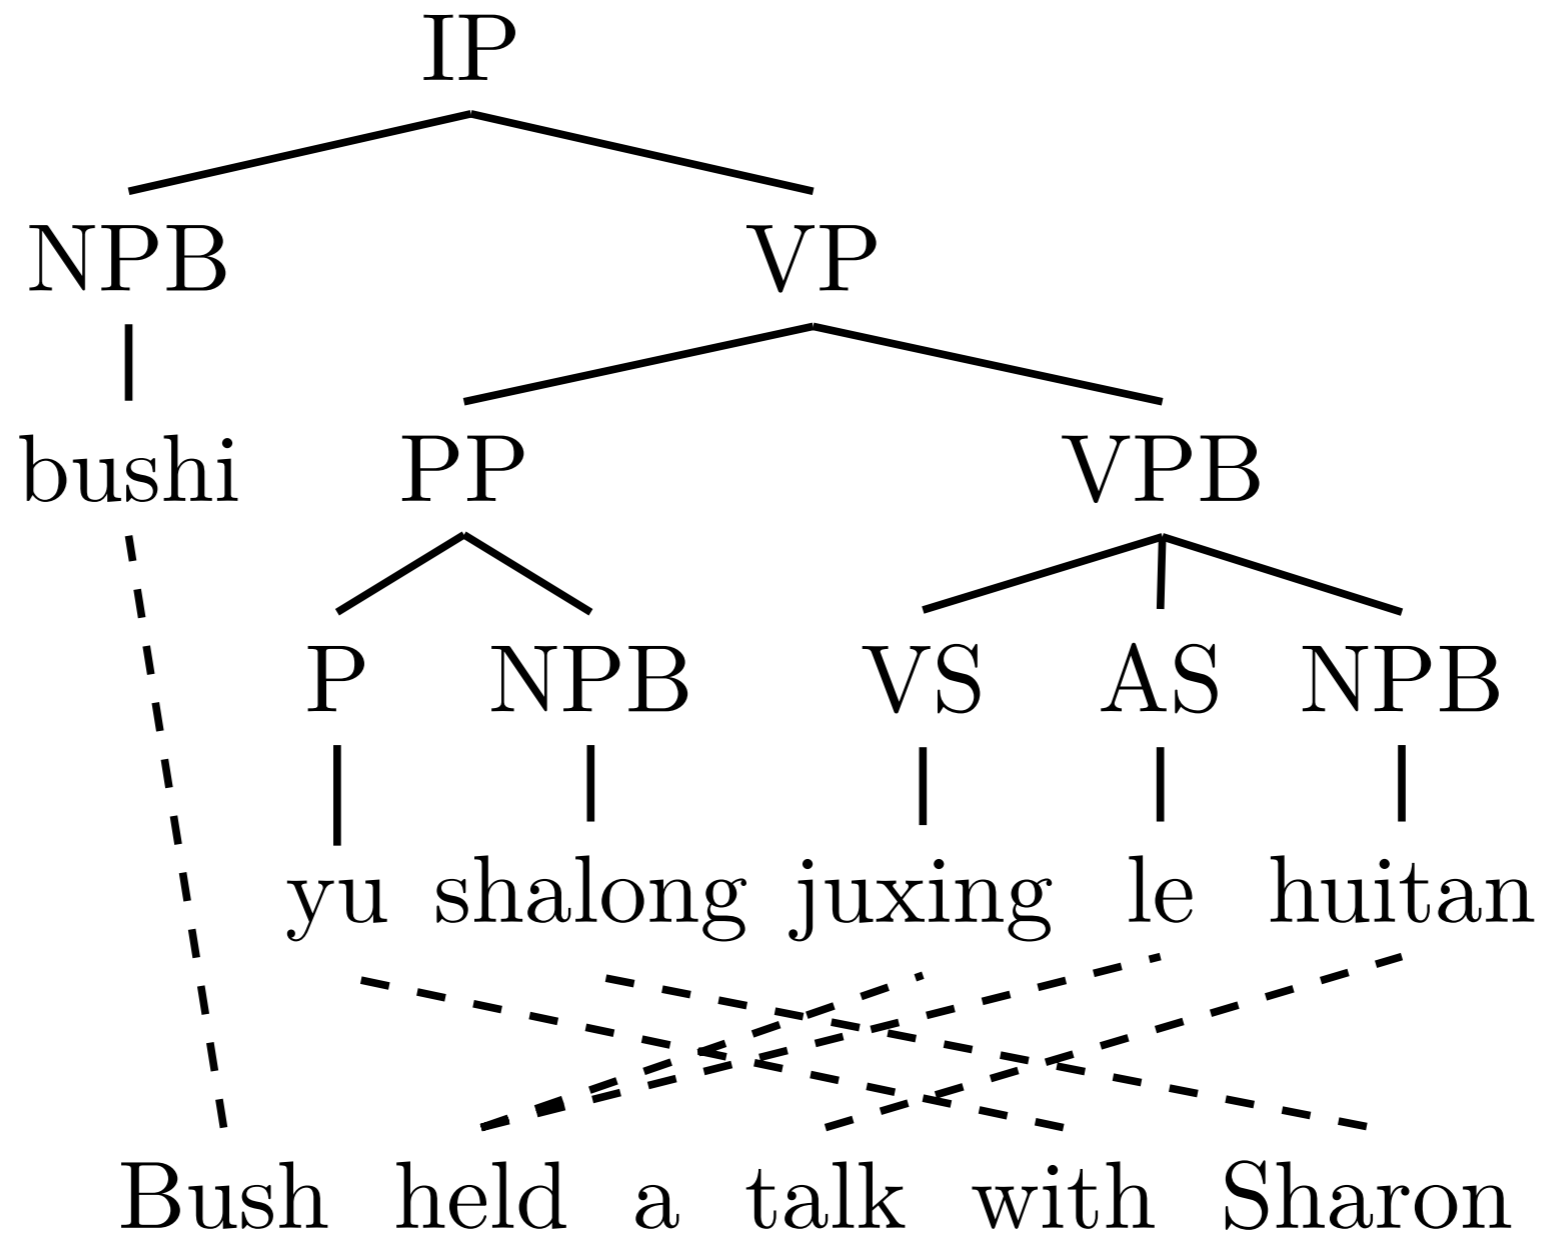 IP
NPB VP
bushi PP VPB
P NPB VS AS NPB
yu shalong juxing le huitan
Bush held a talk with Sharon